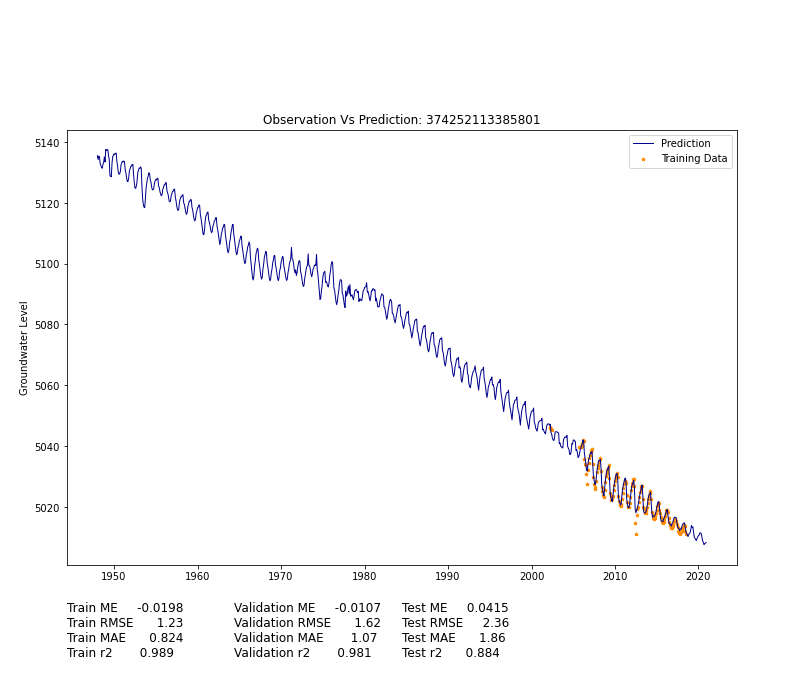 Observation Vs Prediction: 374252113385801
Prediction
Training Data
Groundwater Level
5140
5120
5100
5080
5060
5040
5020
1950 1960 1970 1980 1990 2000 2010 2020
Train ME -0.0198 Validation ME -0.0107 Test ME 0.0415
Train RMSE 1.23 Validation RMSE 1.62 Test RMSE 2.36
Train MAE 0.824 Validation MAE 1.07 Test MAE 1.86
Train r2 0.989 Validation r2 0.981 Test r2 0.884